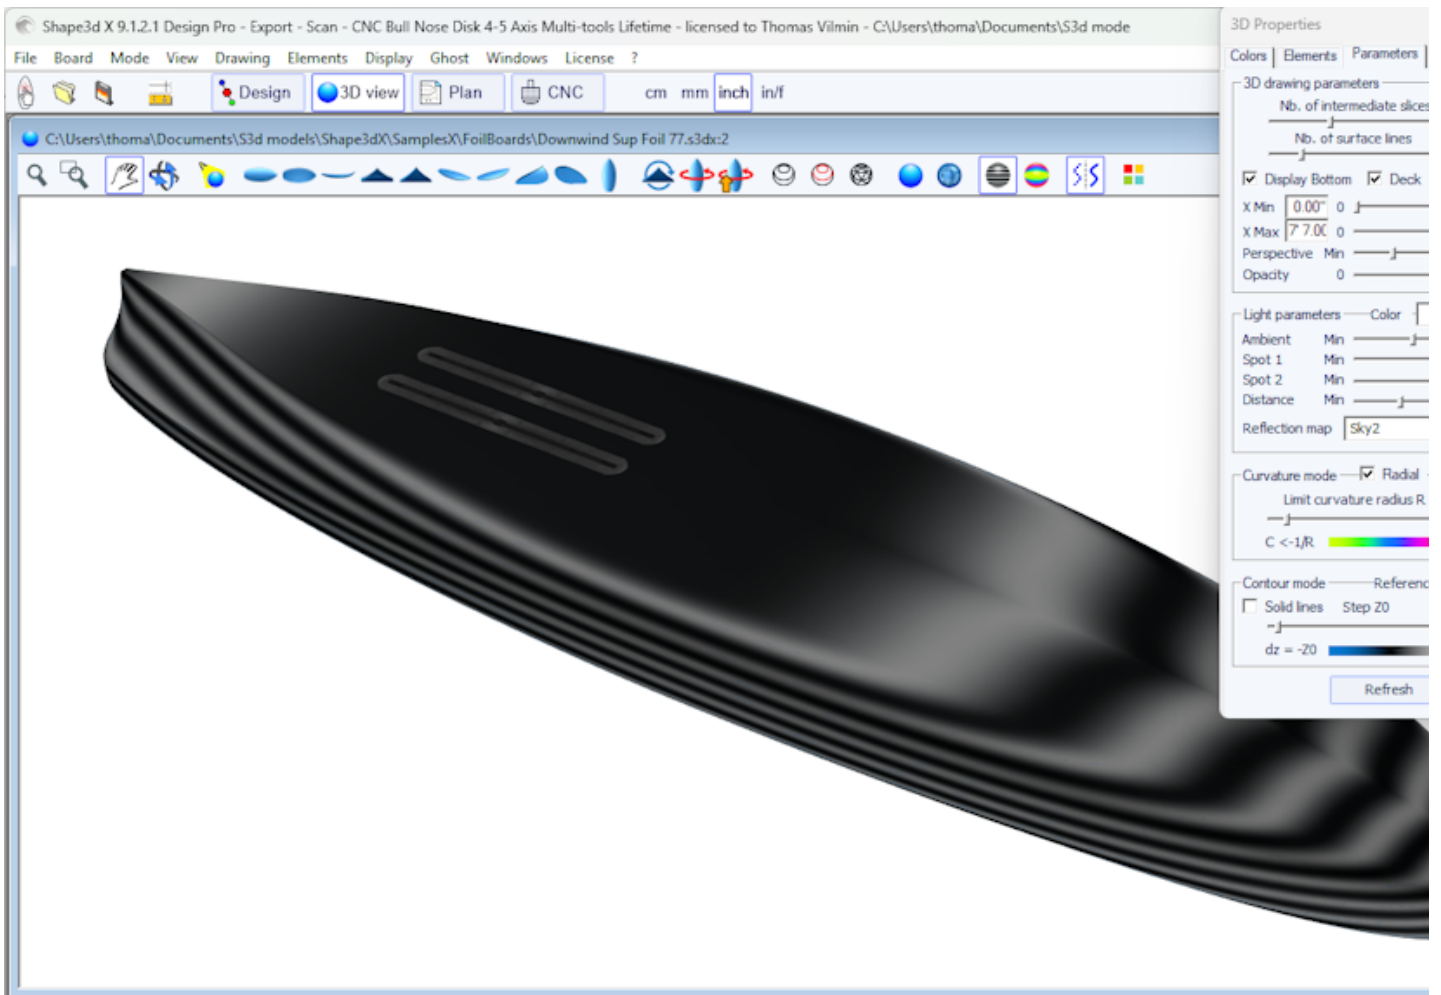 Shape3d X 9.1.2.1 Design Pro - Export - Scan - CNC Bull Nose Disk 4-5 Axis Multi-tools Lifetime - licensed to Thomas Vilmin - C:\Users\thoma\Documents\S3d mode
File Board Mode View Drawing Elements Display Ghost Windows License ?
Design 3D view Plan CNC cm mm inch in/f
C:\Users\thoma\Documents\S3d models\Shape3dX\SamplesX\FoilBoards\Downwind Sup Foil 77.s3dx:2
3D Properties
Colors Elements Parameters
3D drawing parameters
Nb. of intermediate slices
Nb. of surface lines
Display Bottom Deck
X Min 0.00" 0
X Max 7' 7.00 0
Perspective Min
Opacity 0
Light parameters Color
Ambient Min
Spot 1 Min
Spot 2 Min
Distance Min
Reflection map Sky2
Curvature mode Radial
Limit curvature radius R
C <-1/R
Contour mode Referenc
Solid lines Step Z0
dz = -Z0
Refresh